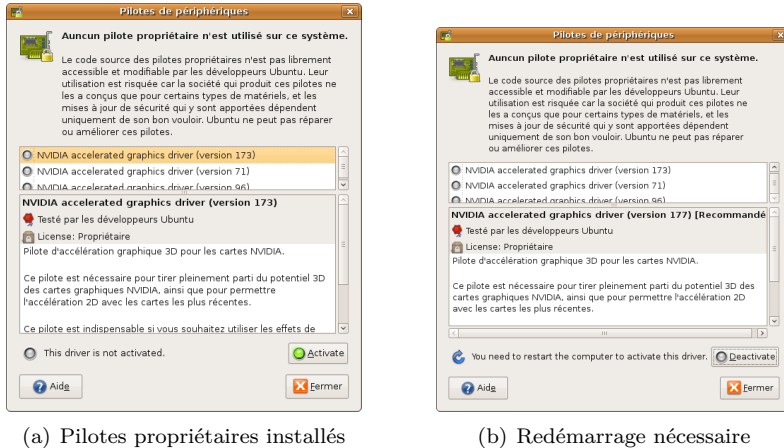 Pilotes de périphériques
Auncun pilote propriétaire n'est utilisé sur ce système.
Le code source des pilotes propriétaires n'est pas librement
accessible et modifiable par les développeurs Ubuntu. Leur
utilisation est risquée car la société qui produit ces pilotes ne
les a conçus que pour certains types de matériels, et les
mises à jour de sécurité qui y sont apportées dépendent
uniquement de son bon vouloir. Ubuntu ne peut pas réparer
ou améliorer ces pilotes.
NVIDIA accelerated graphics driver (version 173)
NVIDIA accelerated graphics driver (version 71)
NVIDIA accelerated graphics driver (version 96)
NVIDIA accelerated graphics driver (version 173)
Testé par les développeurs Ubuntu
License: Propriétaire
Pilote d'accélération graphique 3D pour les cartes NVIDIA.
Ce pilote est nécessaire pour tirer pleinement parti du potentiel 3D
des cartes graphiques NVIDIA, ainsi que pour permettre
l'accélération 2D avec les cartes les plus récentes.
Ce pilote est indispensable si vous souhaitez utiliser les effets de
This driver is not activated.
Activate
Aide
Fermer
(a) Pilotes propriétaires installés
Pilotes de périphériques
Auncun pilote propriétaire n'est utilisé sur ce système.
Le code source des pilotes propriétaires n'est pas librement
accessible et modifiable par les développeurs Ubuntu. Leur
utilisation est risquée car la société qui produit ces pilotes ne
les a conçus que pour certains types de matériels, et les
mises à jour de sécurité qui y sont apportées dépendent
uniquement de son bon vouloir. Ubuntu ne peut pas réparer
ou améliorer ces pilotes.
NVIDIA accelerated graphics driver (version 173)
NVIDIA accelerated graphics driver (version 71)
NVIDIA accelerated graphics driver (version 96)
NVIDIA accelerated graphics driver (version 177) [Recommandé
Testé par les développeurs Ubuntu
License: Propriétaire
Pilote d'accélération graphique 3D pour les cartes NVIDIA.
Ce pilote est nécessaire pour tirer pleinement parti du potentiel 3D des
cartes graphiques NVIDIA, ainsi que pour permettre l'accélération 2D
avec les cartes les plus récentes.
You need to restart the computer to activate this driver.
Deactivate
Aide
Fermer
(b) Redémarrage nécessaire